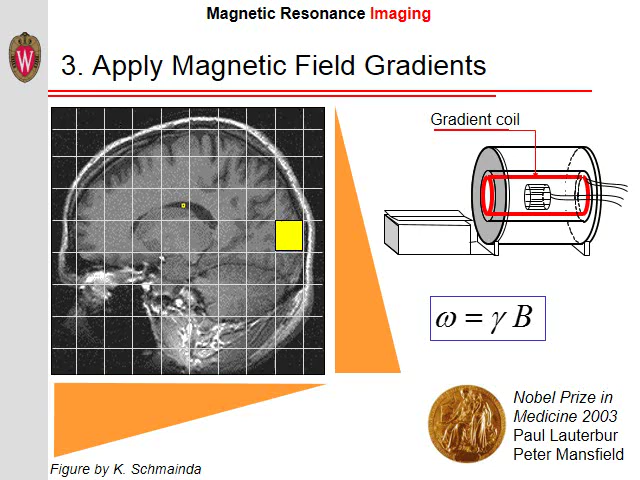 Magnetic Resonance Imaging
W
3. Apply Magnetic Field Gradients
Gradient coil
ω = γ B
Nobel Prize in
Medicine 2003
Paul Lauterbur
Peter Mansfield
Figure by K. Schmainda